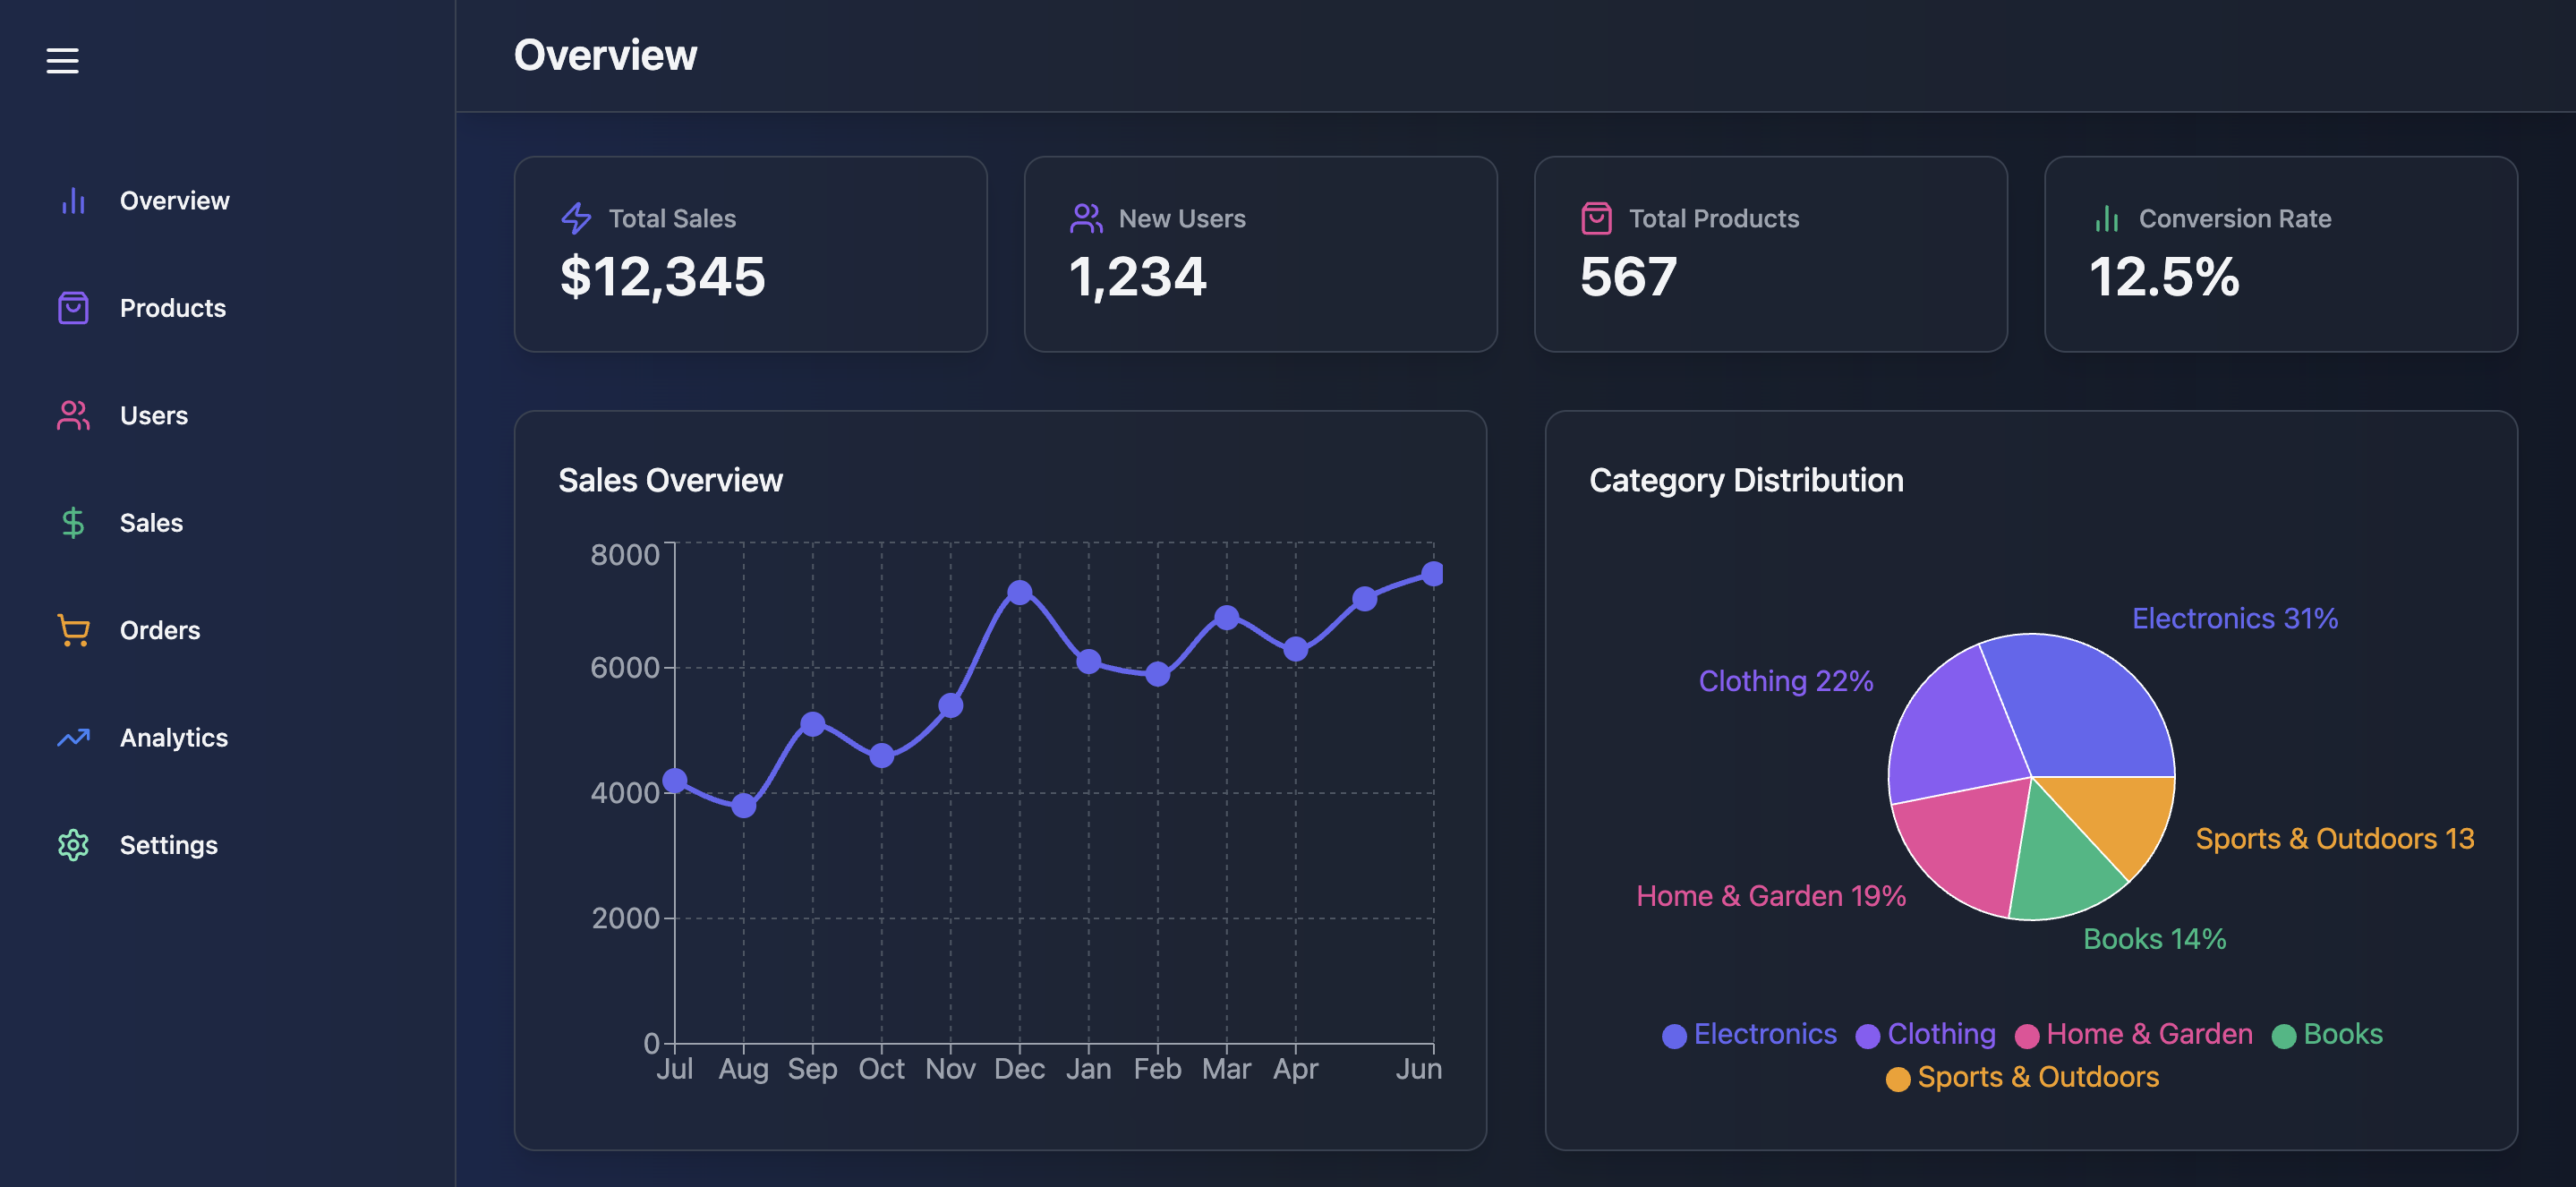 Overview
Overview
Products
Users
Sales
Orders
Analytics
Settings
Total Sales
$12,345
New Users
1,234
Total Products
567
Conversion Rate
12.5%
Sales Overview
8000
6000
4000
2000
0
Jul Aug Sep Oct Nov Dec Jan Feb Mar Apr Jun
Category Distribution
Electronics 31%
Clothing 22%
Sports & Outdoors 13
Home & Garden 19%
Books 14%
Electronics Clothing Home & Garden Books
Sports & Outdoors